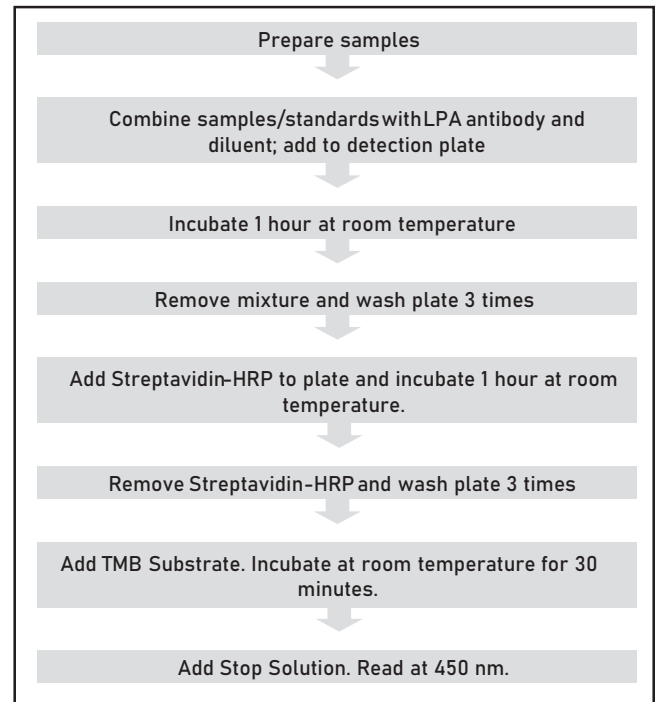 Prepare samples
Combine samples/standards with LPA antibody and
diluent; add to detection plate
Incubate 1 hour at room temperature
Remove mixture and wash plate 3 times
Add Streptavidin-HRP to plate and incubate 1 hour at room
temperature.
Remove Streptavidin-HRP and wash plate 3 times
Add TMB Substrate. Incubate at room temperature for 30
minutes.
Add Stop Solution. Read at 450 nm.